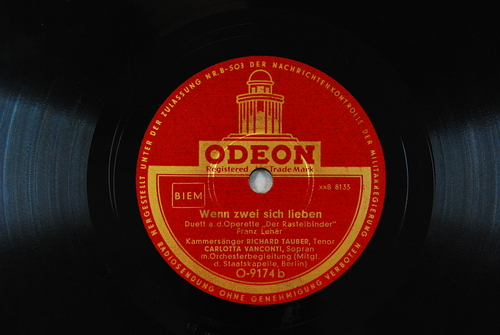 HERGESTELLT UNTER DER ZULASSUNG NR. B-503 DER NACHRICHTENKONTROLLE DER MILITÄRREGIERUNG
ODEON
Registered Trade Mark
BIEM
xxB 8135
Wenn zwei sich lieben
Duett a.d.Operette „Der Rastelbinder"
Franz Lehár
Kammersänger RICHARD TAUBER, Tenor
CARLOTTA VANCONTI, Sopran
m.Orchesterbegleitung (Mitgl.
d. Staatskapelle, Berlin)
O-9174 b
RADIOSENDUNG OHNE GENEHMIGUNG VERBOTEN